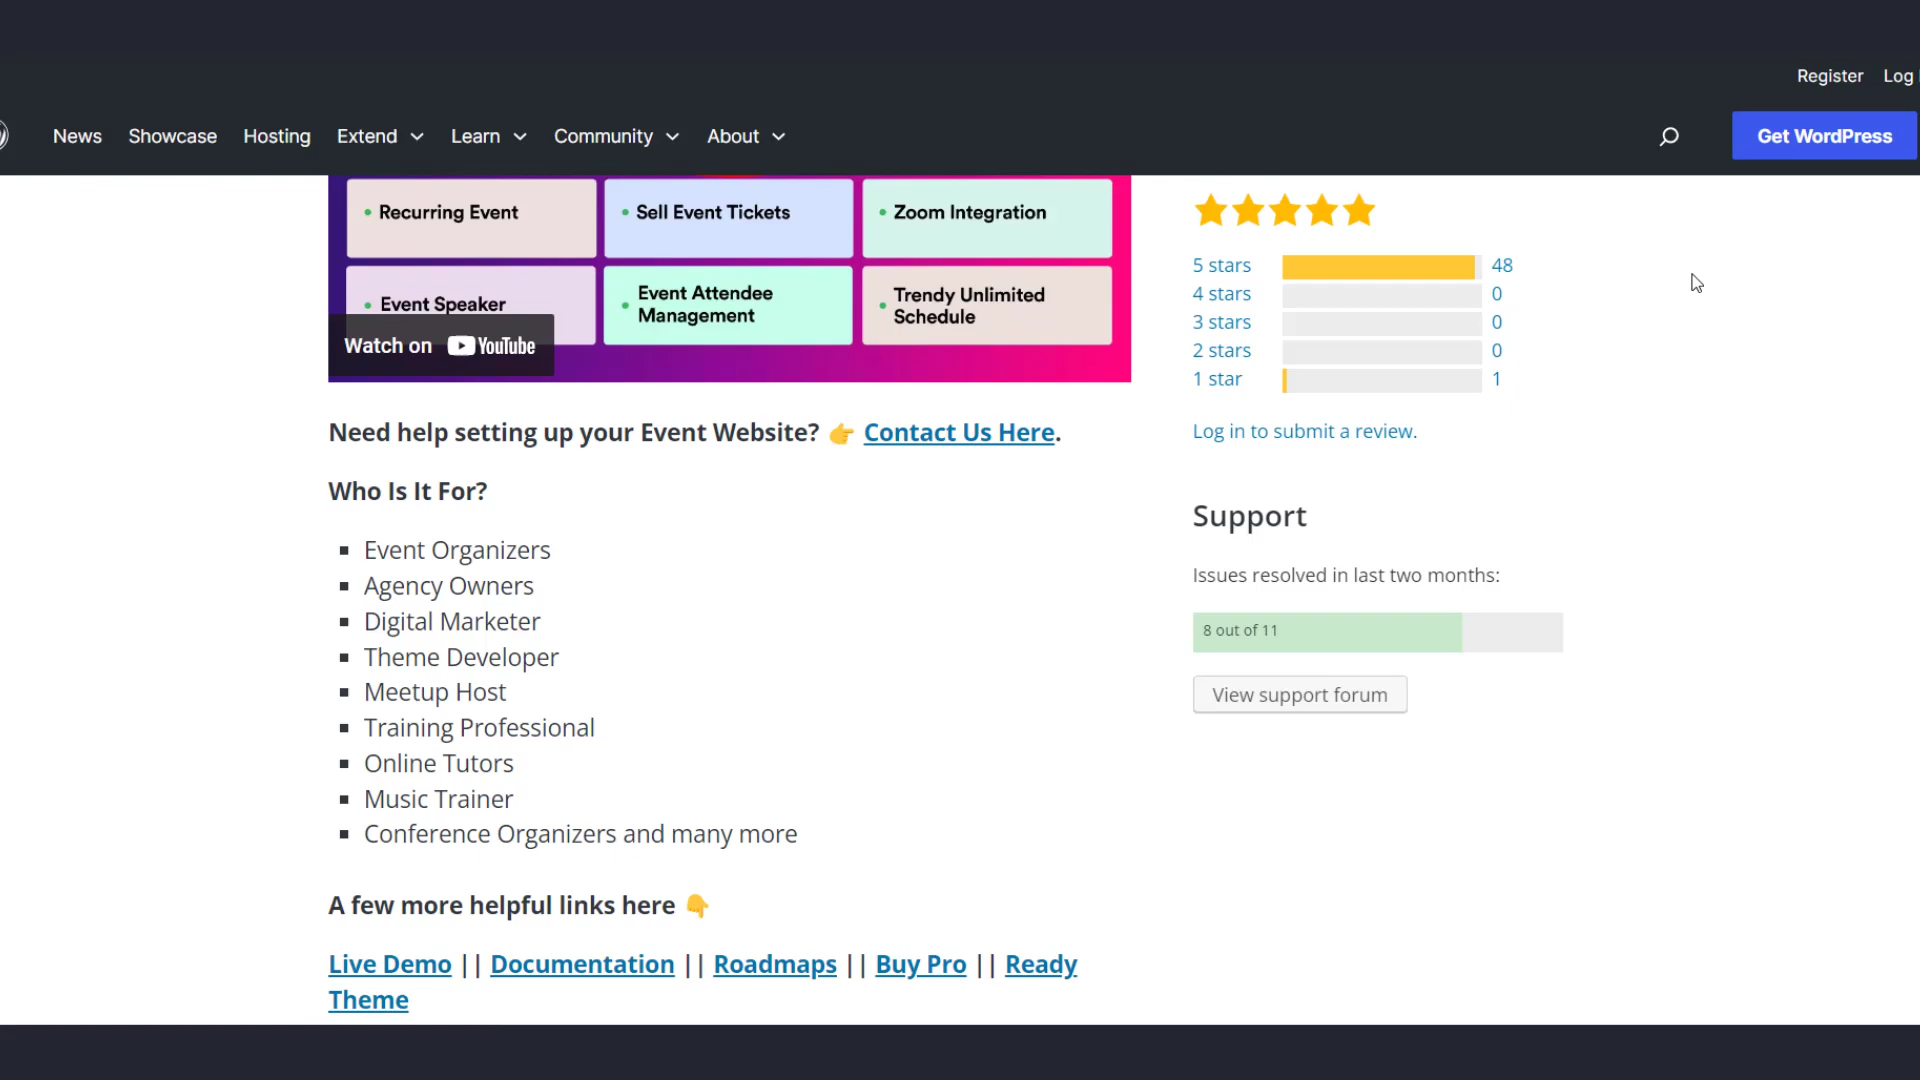 Register Log
News Showcase Hosting Extend Learn Community About Get WordPress
• Recurring Event
• Sell Event Tickets
• Zoom Integration
• Event Speaker
• Event Attendee
Management
• Trendy Unlimited
Schedule
Watch on YouTube
Need help setting up your Event Website? 👉 Contact Us Here.
Who Is It For?
▪ Event Organizers
▪ Agency Owners
▪ Digital Marketer
▪ Theme Developer
▪ Meetup Host
▪ Training Professional
▪ Online Tutors
▪ Music Trainer
▪ Conference Organizers and many more
A few more helpful links here 👇
Live Demo || Documentation || Roadmaps || Buy Pro || Ready
Theme
5 stars 48
4 stars 0
3 stars 0
2 stars 0
1 star 1
Log in to submit a review.
Support
Issues resolved in last two months:
8 out of 11
View support forum